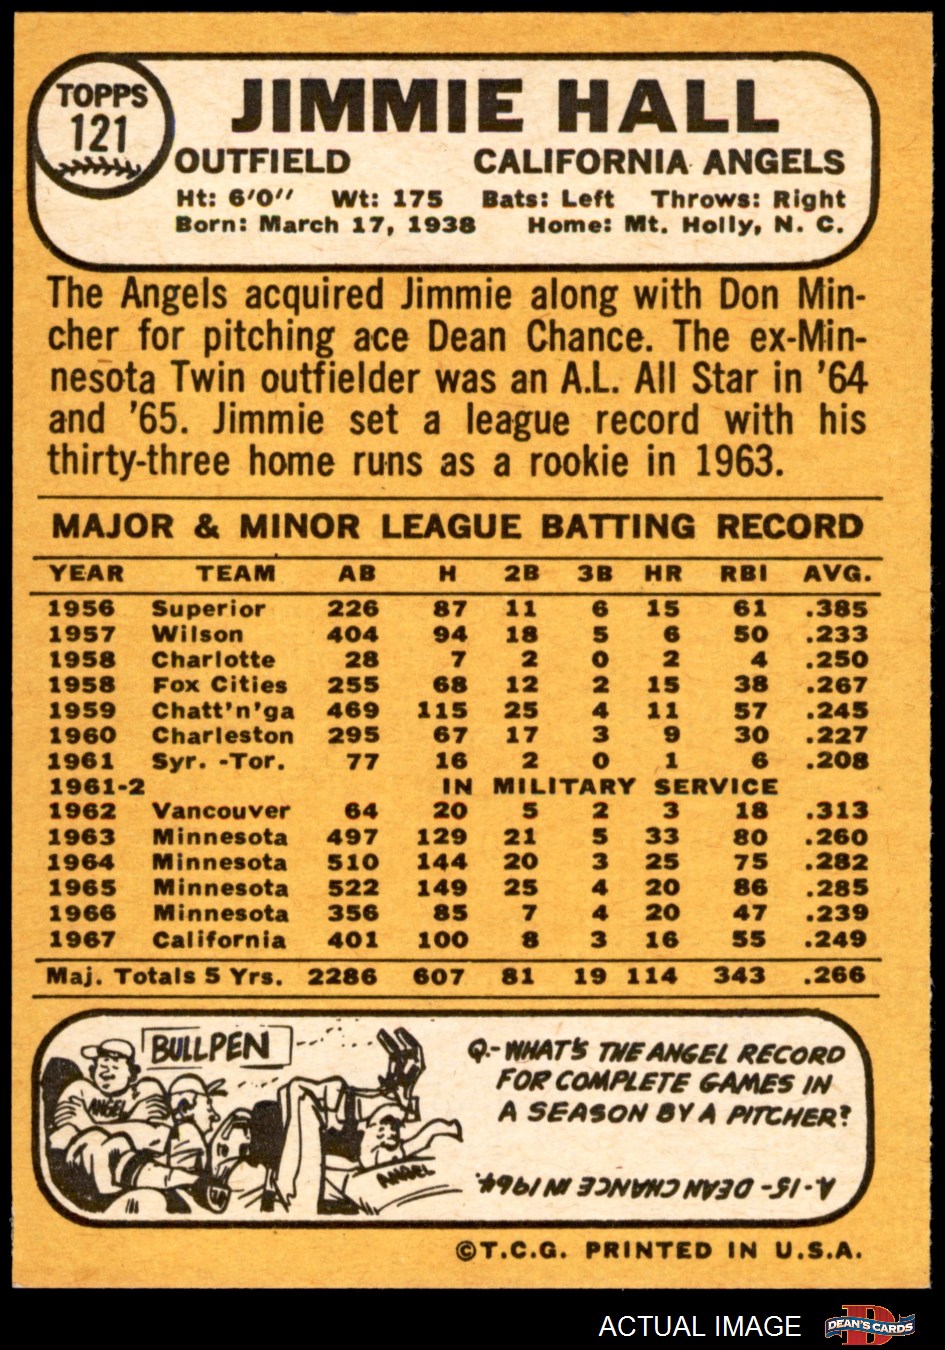 TOPPS
121
JIMMIE HALL
OUTFIELD CALIFORNIA ANGELS
Ht: 6'0'' Wt: 175 Bats: Left Throws: Right
Born: March 17, 1938 Home: Mt. Holly, N. C.
The Angels acquired Jimmie along with Don Min-
cher for pitching ace Dean Chance. The ex-Min-
nesota Twin outfielder was an A.L. All Star in '64
and '65. Jimmie set a league record with his
thirty-three home runs as a rookie in 1963.
MAJOR & MINOR LEAGUE BATTING RECORD
YEAR TEAM AB H 2B 3B HR RBI AVG.
1956 Superior 226 87 11 6 15 61 .385
1957 Wilson 404 94 18 5 6 50 .233
1958 Charlotte 28 7 2 0 2 4 .250
1958 Fox Cities 255 68 12 2 15 38 .267
1959 Chatt'n'ga 469 115 25 4 11 57 .245
1960 Charleston 295 67 17 3 9 30 .227
1961 Syr. -Tor. 77 16 2 0 1 6 .208
1961-2 IN MILITARY SERVICE
1962 Vancouver 64 20 5 2 3 18 .313
1963 Minnesota 497 129 21 5 33 80 .260
1964 Minnesota 510 144 20 3 25 75 .282
1965 Minnesota 522 149 25 4 20 86 .285
1966 Minnesota 356 85 7 4 20 47 .239
1967 California 401 100 8 3 16 55 .249
Maj. Totals 5 Yrs. 2286 607 81 19 114 343 .266
BULLPEN
ANGEL
ANGEL
Q.-WHAT'S THE ANGEL RECORD
FOR COMPLETE GAMES IN
A SEASON BY A PITCHER?
A-15- DEAN CHANCE IN 1964.
©T.C.G. PRINTED IN U.S.A.
ACTUAL IMAGE
D
DEAN'S CARDS